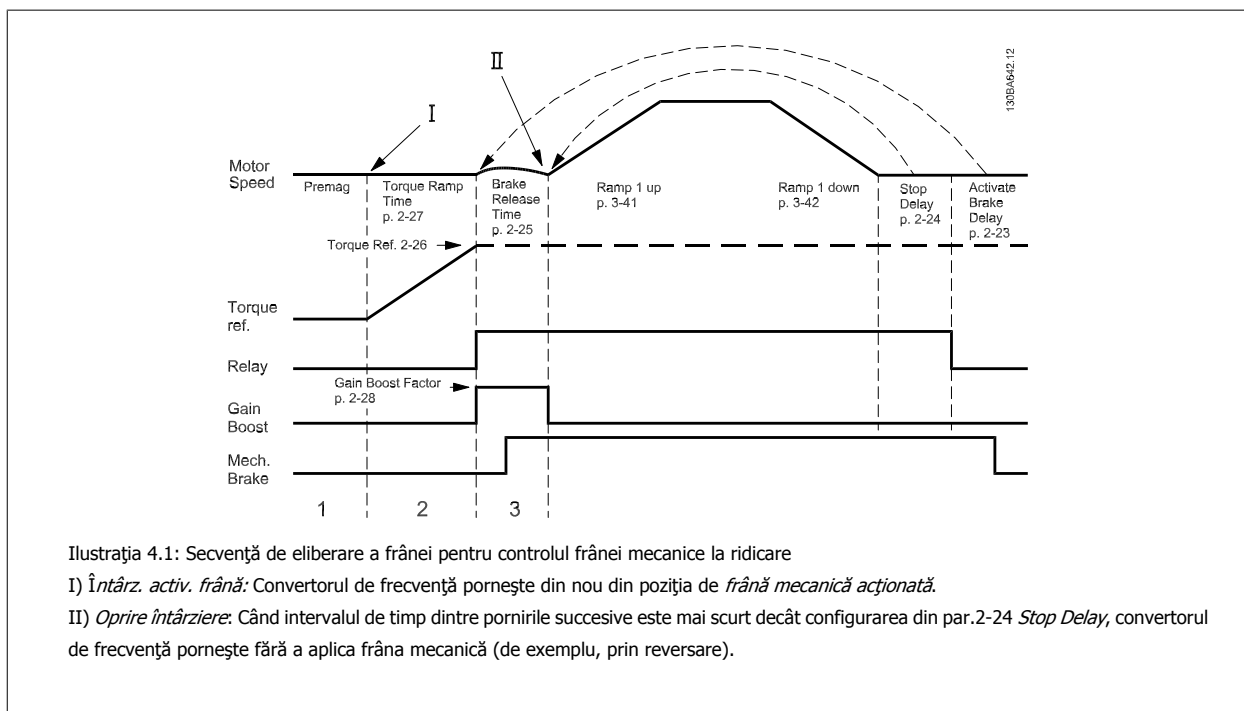 130BA642.12
II
I
Motor
Speed
Premag
Torque Ramp
Time
p. 2-27
Brake
Release
Time
p. 2-25
Ramp 1 up
p. 3-41
Ramp 1 down
p. 3-42
Stop
Delay
p. 2-24
Activate
Brake
Delay
p. 2-23
Torque Ref. 2-26
Torque
ref.
Relay
Gain Boost Factor
p. 2-28
Gain
Boost
Mech.
Brake
1 2 3
Ilustraţia 4.1: Secvenţă de eliberare a frânei pentru controlul frânei mecanice la ridicare
I) Întârz. activ. frână: Convertorul de frecvenţă porneşte din nou din poziţia de frână mecanică acţionată.
II) Oprire întârziere: Când intervalul de timp dintre pornirile succesive este mai scurt decât configurarea din par.2-24 Stop Delay, convertorul
de frecvenţă porneşte fără a aplica frâna mecanică (de exemplu, prin reversare).